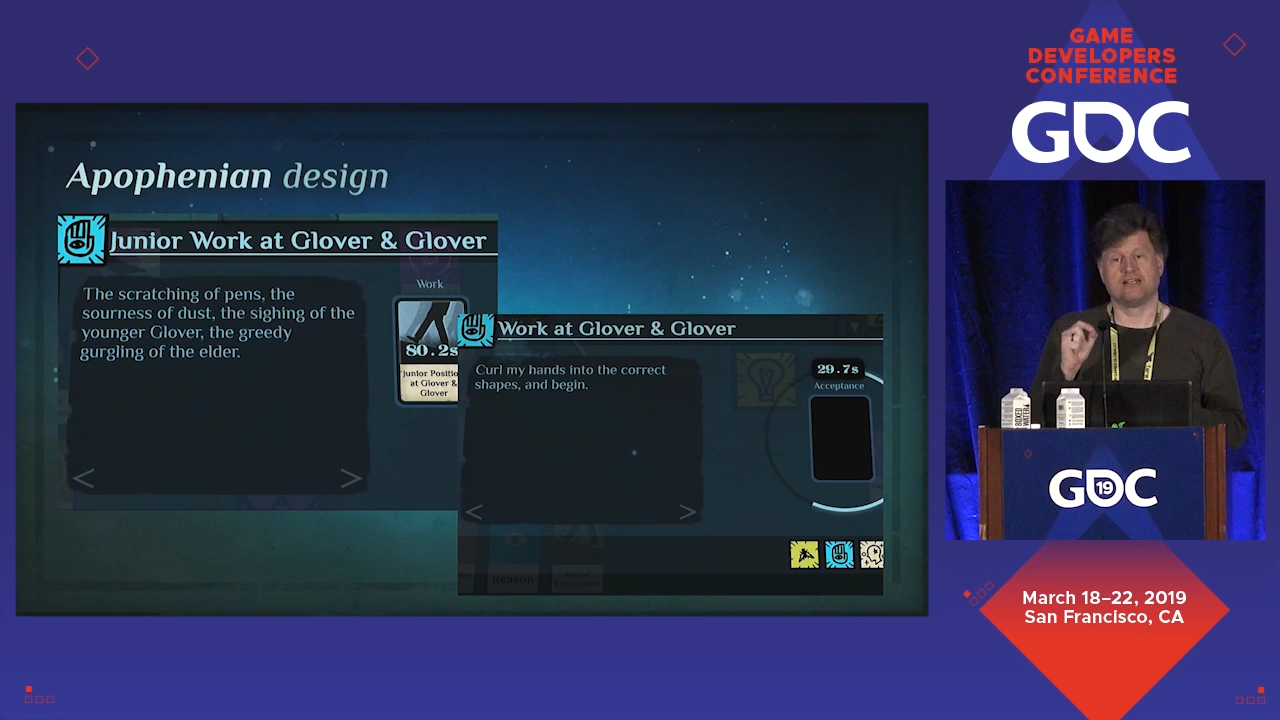 GAME
DEVELOPERS
CONFERENCE
GDC
Apophenian design
Junior Work at Glover & Glover
The scratching of pens, the
sourness of dust, the sighing of the
younger Glover, the greedy
gurgling of the elder.
Work
80.2s
Junior Positio
at Glover &
Glover
Work at Glover & Glover
Curl my hands into the correct
shapes, and begin.
29.7s
Acceptance
Reason
BOXED
WATER
GDC
19
March 18–22, 2019
San Francisco, CA